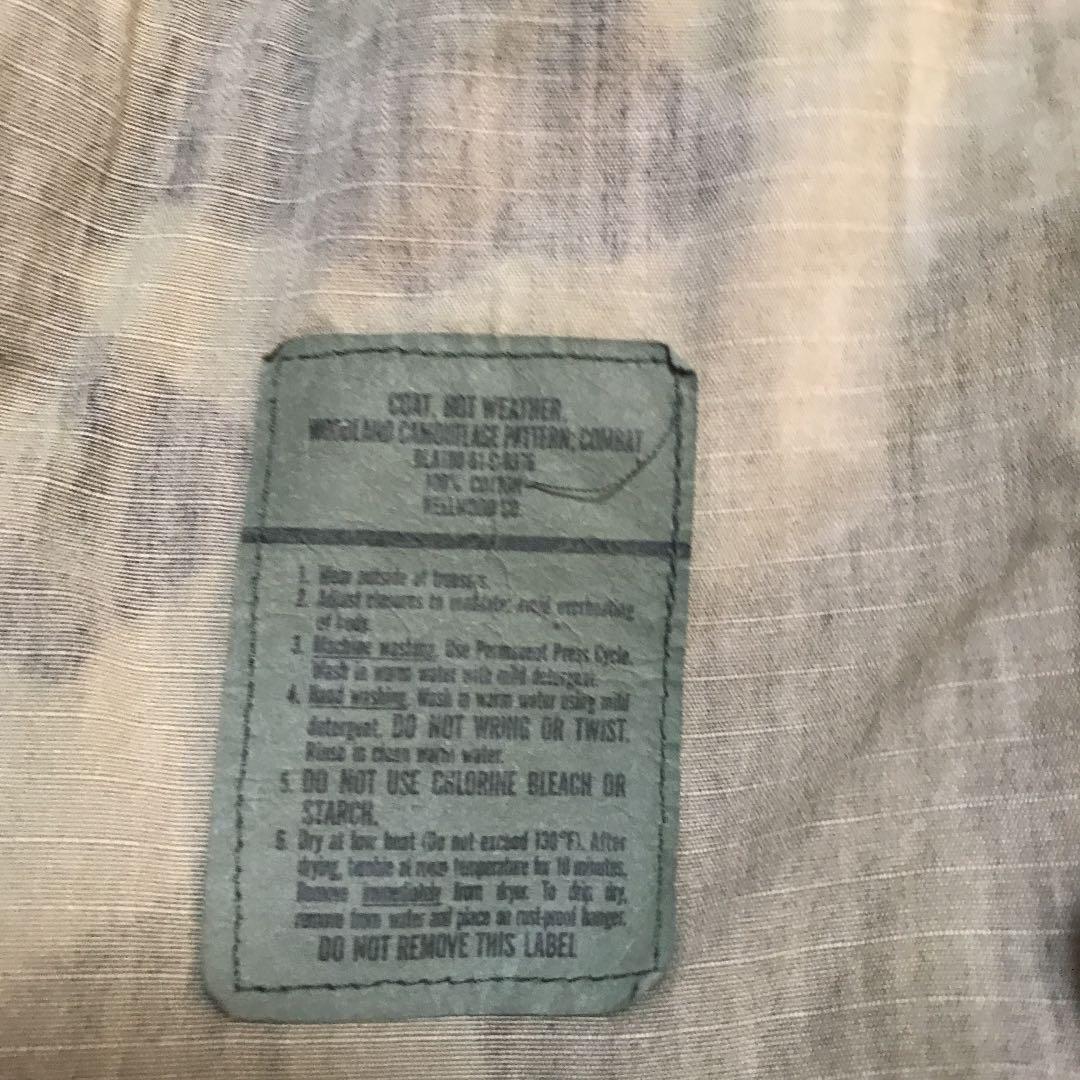 COAT, HOT WEATHER,
WOODLAND CAMOUFLAGE PATTERN; COMBAT
100% COTTON
KELLWOOD CO
1. Wear outside of trousers.
2. Adjust closures to ventilate; avoid overheating
of body.
3. Machine washing. Use Permanent Press Cycle.
Wash in warm water with mild detergent.
4. Hand washing. Wash in warm water using mild
detergent. DO NOT WRING OR TWIST.
Rinse in clean warm water.
5. DO NOT USE CHLORINE BLEACH OR
STARCH.
6. Dry at low heat (Do not exceed 130°F). After
drying, tumble at room temperature for 10 minutes.
Remove immediately from dryer. To drip dry,
remove from water and place on rust-proof hanger.
DO NOT REMOVE THIS LABEL